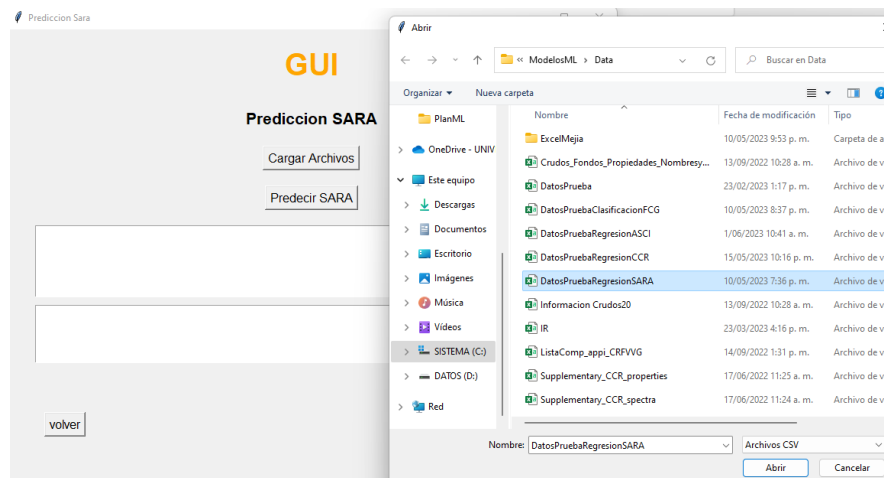 Prediccion Sara
GUI
Prediccion SARA
Cargar Archivos
Predecir SARA
volver
Abrir
« ModelosML > Data
Buscar en Data
Organizar
Nueva carpeta
PlanML
OneDrive - UNIV
Este equipo
Descargas
Documentos
Escritorio
Imágenes
Música
Vídeos
SISTEMA (C:)
DATOS (D:)
Red
Nombre Fecha de modificación Tipo
ExcelMejia 10/05/2023 9:53 p. m. Carpeta de a
Crudos_Fondos_Propiedades_Nombresy... 13/09/2022 10:28 a. m. Archivo de v
DatosPrueba 23/02/2023 1:17 p. m. Archivo de v
DatosPruebaClasificacionFCG 10/05/2023 8:37 p. m. Archivo de v
DatosPruebaRegresionASCI 1/06/2023 10:41 a. m. Archivo de v
DatosPruebaRegresionCCR 15/05/2023 10:16 p. m. Archivo de v
DatosPruebaRegresionSARA 10/05/2023 7:36 p. m. Archivo de v
Informacion Crudos20 13/09/2022 10:28 a. m. Archivo de v
IR 23/03/2023 4:16 p. m. Archivo de v
ListaComp_appi_CRFVVG 14/09/2022 1:31 p. m. Archivo de v
Supplementary_CCR_properties 17/06/2022 11:25 a. m. Archivo de v
Supplementary_CCR_spectra 17/06/2022 11:24 a. m. Archivo de v
Nombre: DatosPruebaRegresionSARA
Archivos CSV
Abrir
Cancelar